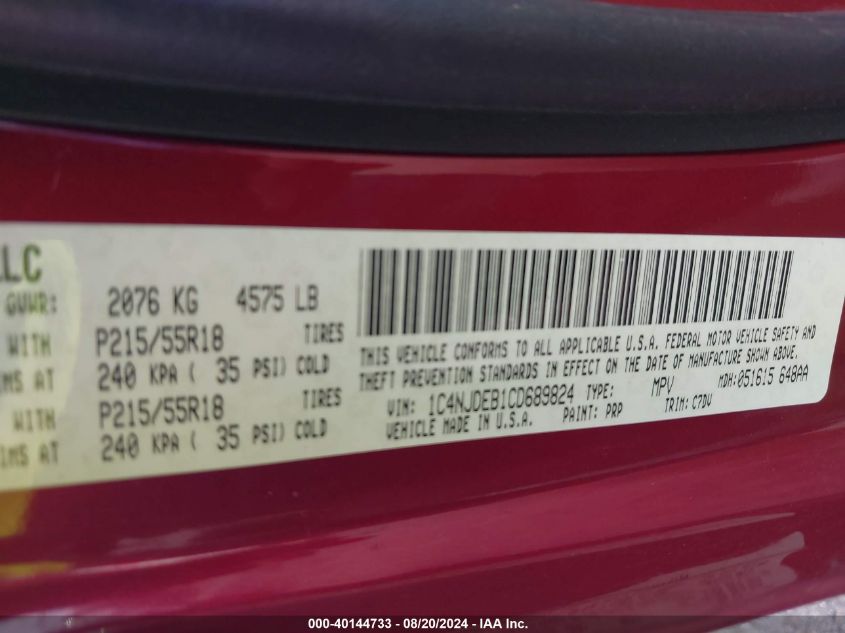 LLC
GVWR: 2076 KG 4575 LB
WITH P215/55R18 TIRES
IMS AT 240 KPA ( 35 PSI) COLD
WITH P215/55R18 TIRES
IMS AT 240 KPA ( 35 PSI) COLD
THIS VEHICLE CONFORMS TO ALL APPLICABLE U.S.A. FEDERAL MOTOR VEHICLE SAFETY AND
THEFT PREVENTION STANDARDS IN EFFECT ON THE DATE OF MANUFACTURE SHOWN ABOVE.
VIN: 1C4NJDEB1CD689824 TYPE: MPV MDH:051615 648AA
VEHICLE MADE IN U.S.A. PAINT: PRP TRIM: C7DV
000-40144733 - 08/20/2024 - IAA Inc.